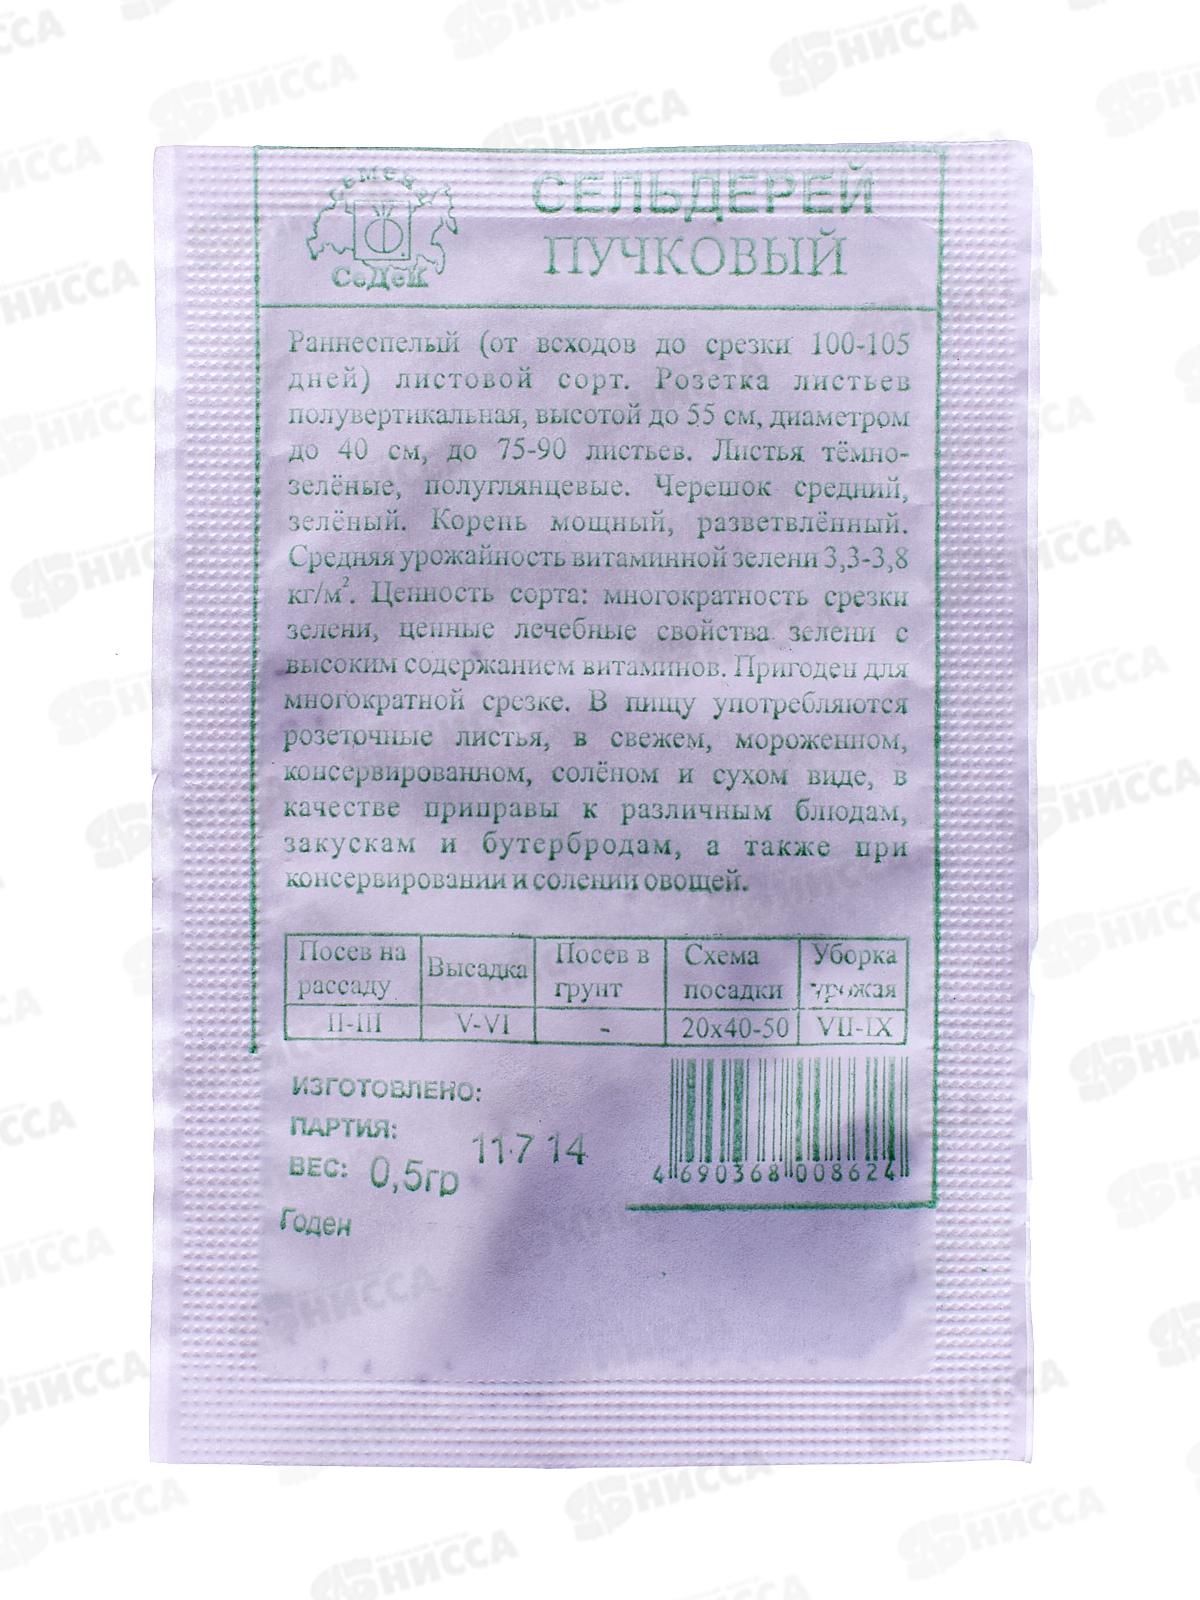 семена
СеДеК
СЕЛЬДЕРЕЙ
ПУЧКОВЫЙ
Раннеспелый (от всходов до срезки 100-105
дней) листовой сорт. Розетка листьев
полувертикальная, высотой до 55 см, диаметром
до 40 см, до 75-90 листьев. Листья тёмно-
зелёные, полуглянцевые. Черешок средний,
зелёный. Корень мощный, разветвлённый.
Средняя урожайность витаминной зелени 3,3-3,8
кг/м². Ценность сорта: многократность срезки
зелени, ценные лечебные свойства зелени с
высоким содержанием витаминов. Пригоден для
многократной срезке. В пищу употребляются
розеточные листья, в свежем, мороженном,
консервированном, солёном и сухом виде, в
качестве приправы к различным блюдам,
закускам и бутербродам, а также при
консервировании и солении овощей.
Посев на рассаду Высадка Посев в грунт Схема посадки Уборка урожая
II-III V-VI - 20x40-50 VII-IX
ИЗГОТОВЛЕНО:
ПАРТИЯ: 11.7 14
ВЕС: 0,5гр
Годен
4 690368 008624
НИССА